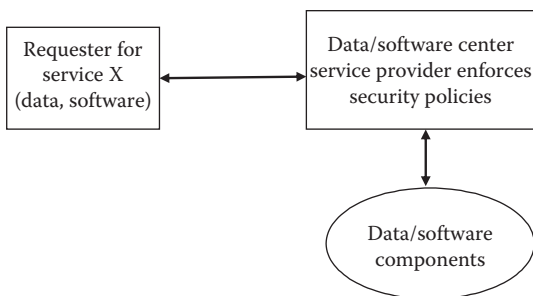 Requester for
service X
(data, software)
Data/software center
service provider enforces
security policies
Data/software
components